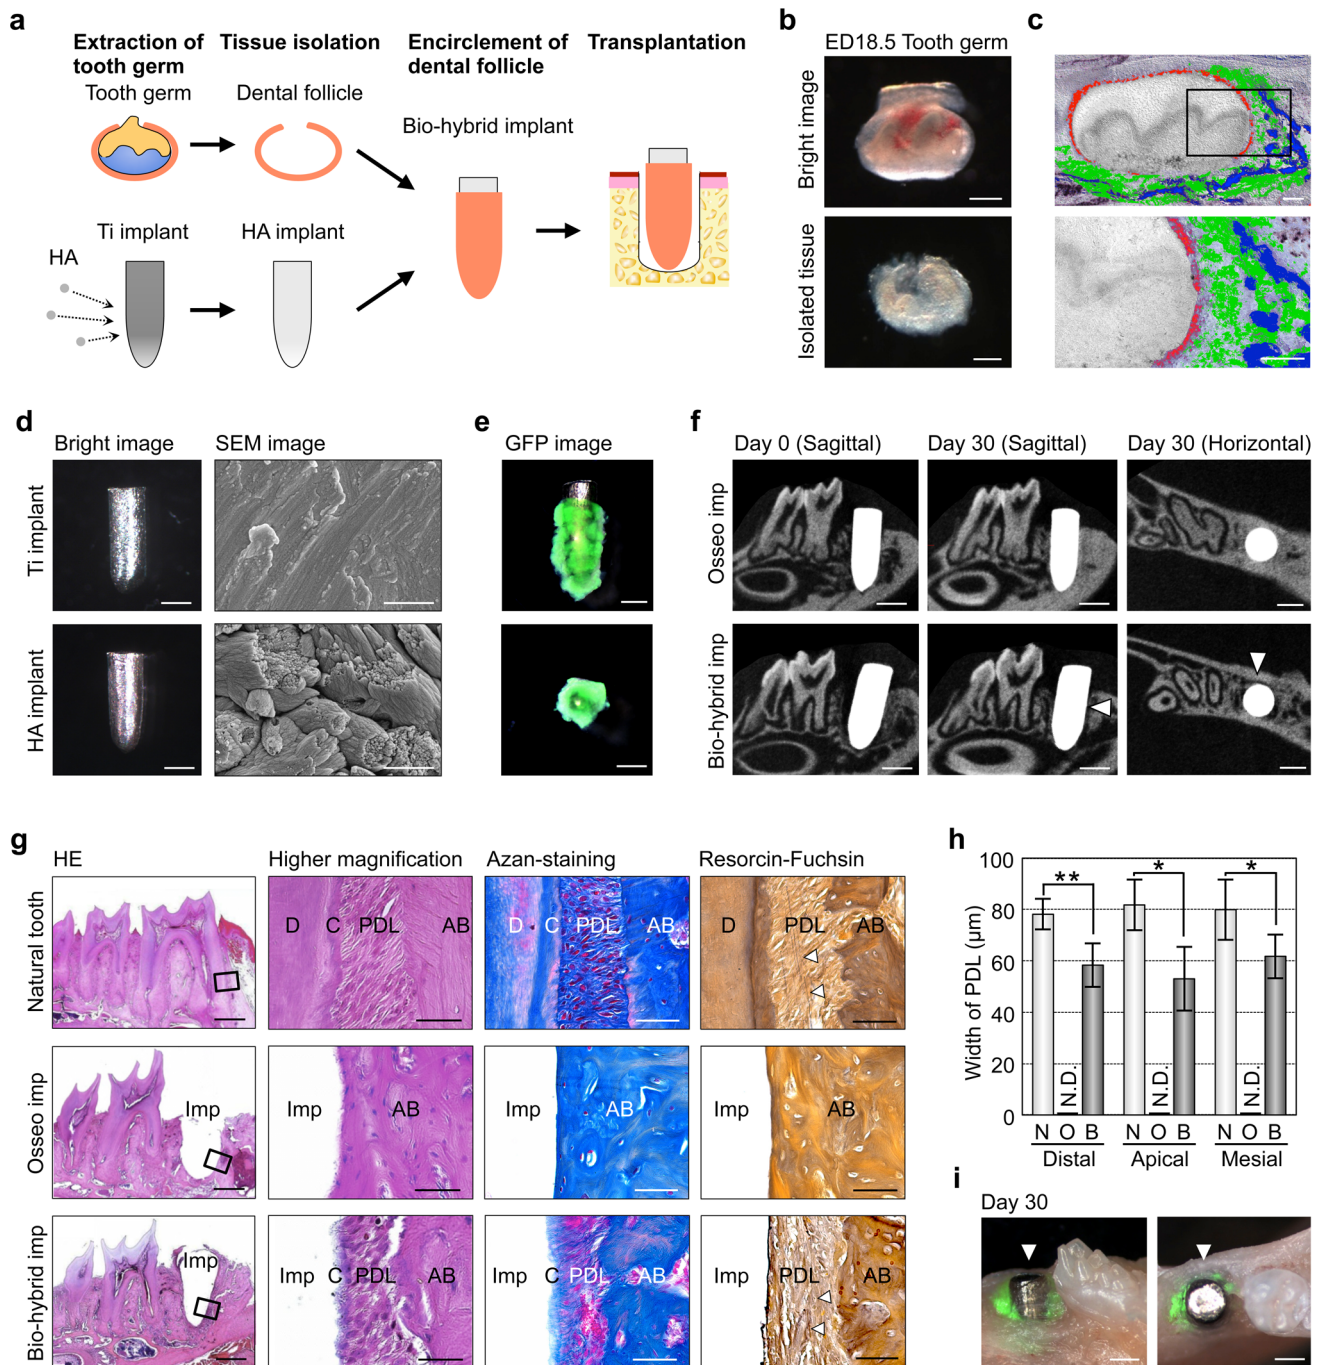 a
Extraction of
tooth germ
Tissue isolation
Encirclement of
dental follicle
Transplantation
Tooth germ
Dental follicle
Bio-hybrid implant
Ti implant
HA implant
HA
b
ED18.5 Tooth germ
Bright image
Isolated tissue
c
d
Bright image
SEM image
Ti implant
HA implant
e
GFP image
f
Day 0 (Sagittal)
Day 30 (Sagittal)
Day 30 (Horizontal)
Osseo imp
Bio-hybrid imp
g
HE
Higher magnification
Azan-staining
Resorcin-Fuchsin
Natural tooth
D C PDL AB
D C PDL AB
PDL AB
Osseo imp
Imp
Imp AB
Imp AB
Imp AB
Bio-hybrid imp
Imp
Imp C PDL AB
Imp C PDL AB
Imp PDL AB
h
Width of PDL (μm)
100
80
60
40
20
0
** * *
N.D. N.D. N.D.
N O B N O B N O B
Distal Apical Mesial
i
Day 30